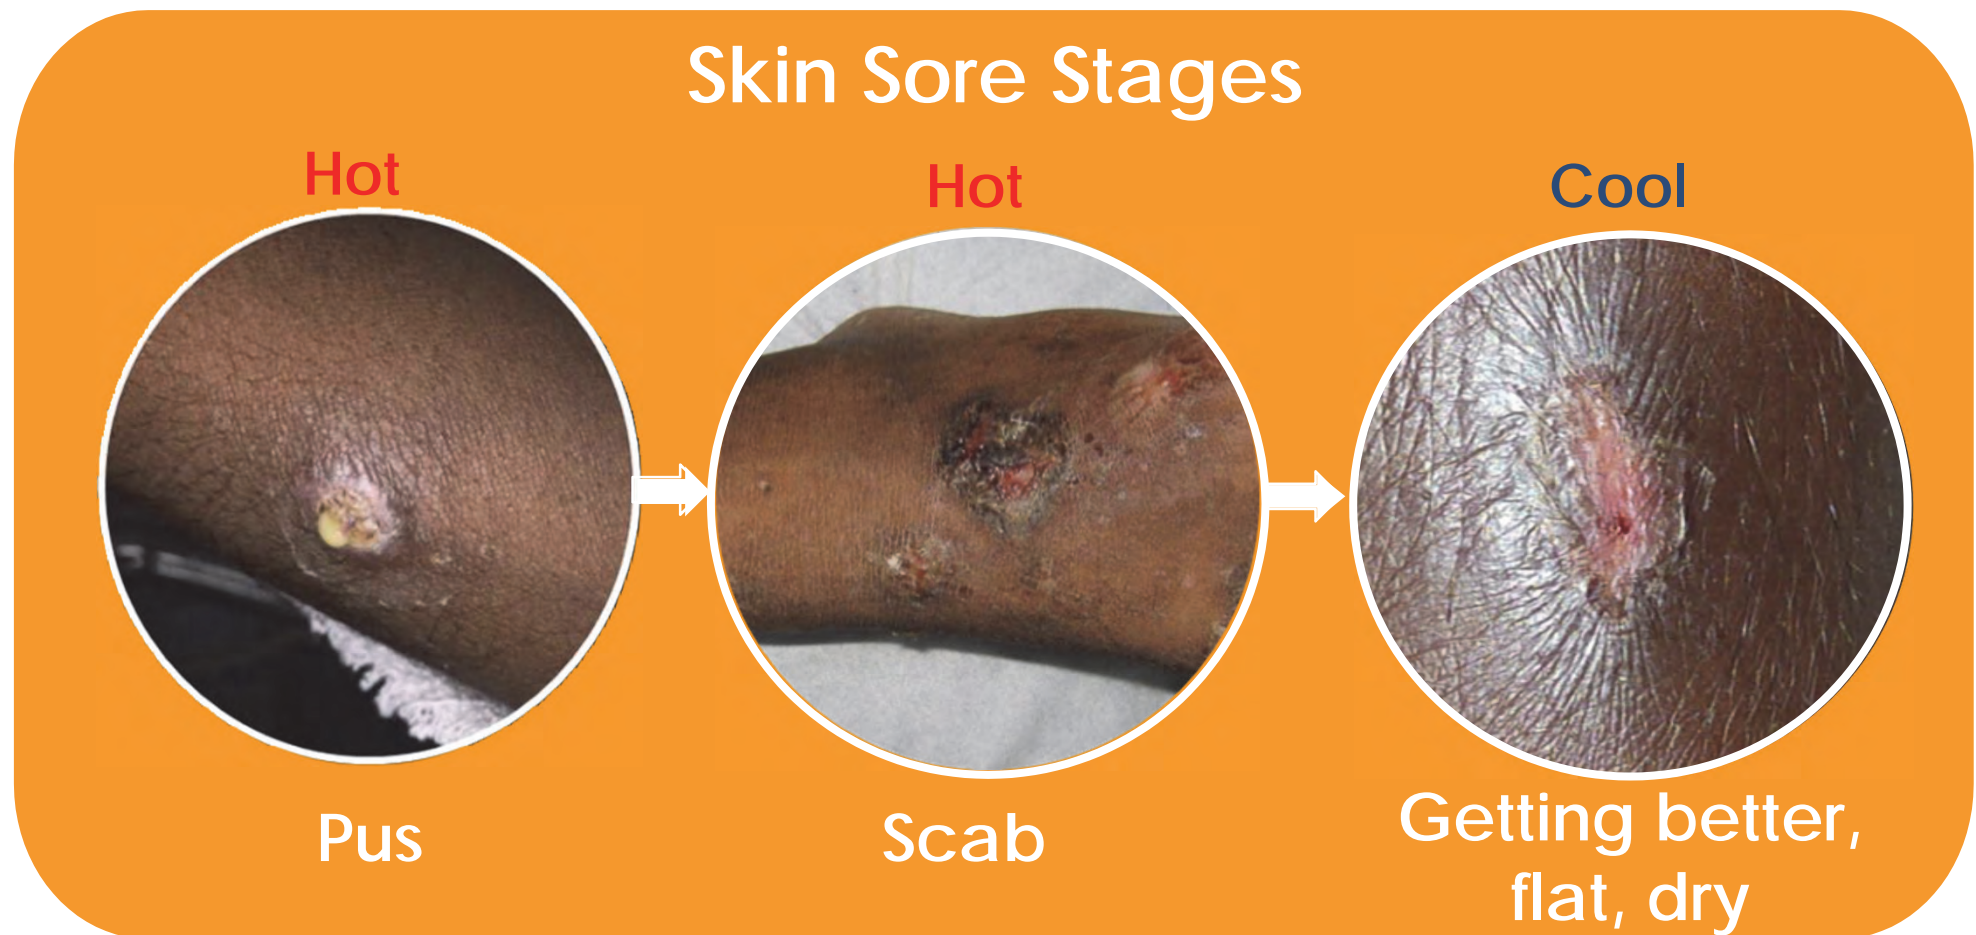 Skin Sore Stages
Hot
Hot
Cool
Pus
Scab
Getting better,
flat, dry